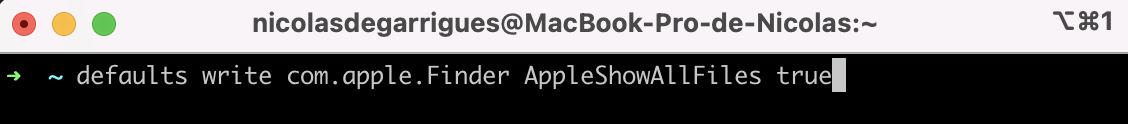 nicolasdegarrigues@MacBook-Pro-de-Nicolas:~ ⌥⌘1
➜ ~ defaults write com.apple.Finder AppleShowAllFiles true